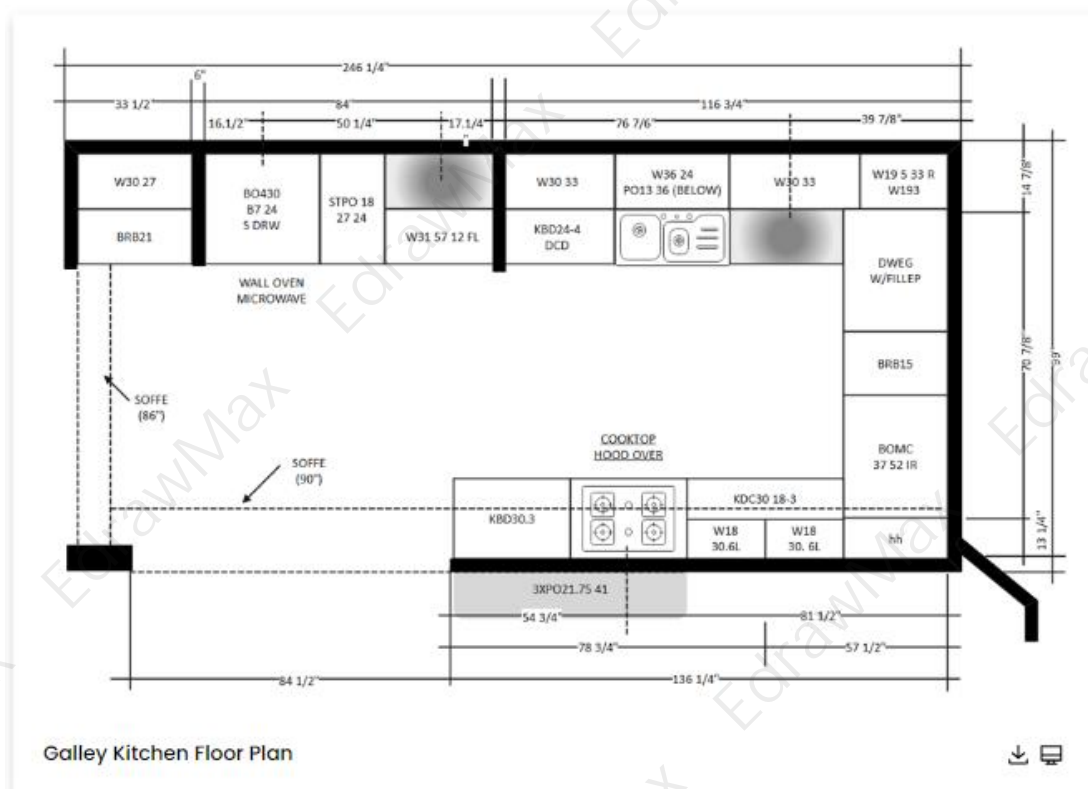 246 1/4"
6"
33 1/2"
84"
116 3/4"
16.1/2"
50 1/4"
17.1/4
"
76 7/6"
39 7/8"
W30 27
BRB21
BO430
B7 24
5 DRW
STPO 18
27 24
W31 57 12 FL
W30 33
KBD24-4
DCD
W36 24
PO13 36 (BELOW)
W30 33
W19 5 33 R
W193
14 7/8"
WALL OVEN
MICROWAVE
DWEG
W/FILLEP
BRB15
70 7/8"
99"
SOFFE
(86")
SOFFE
(90")
COOKTOP
HOOD OVER
BOMC
37 52 IR
KBD30.3
KDC30 18-3
W18
30.6L
W18
30. 6L
hh
13 1/4"
3XPO21.75 41
54 3/4"
81 1/2"
78 3/4"
57 1/2"
84 1/2"
136 1/4"
Galley Kitchen Floor Plan
EdrawMax
EdrawMax
EdrawMax
EdrawMax